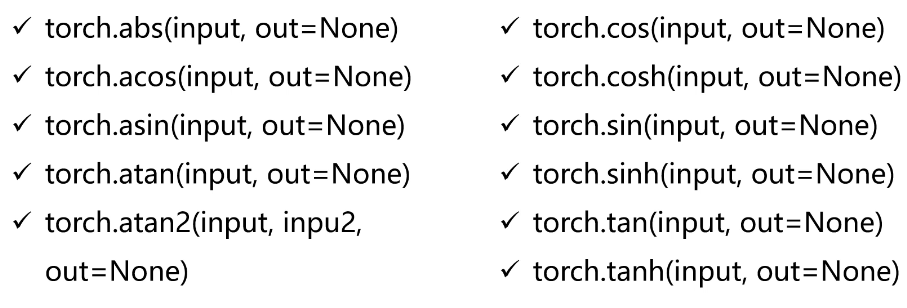 ✓ torch.abs(input, out=None)
✓ torch.acos(input, out=None)
✓ torch.asin(input, out=None)
✓ torch.atan(input, out=None)
✓ torch.atan2(input, inpu2,
out=None)
✓ torch.cos(input, out=None)
✓ torch.cosh(input, out=None)
✓ torch.sin(input, out=None)
✓ torch.sinh(input, out=None)
✓ torch.tan(input, out=None)
✓ torch.tanh(input, out=None)